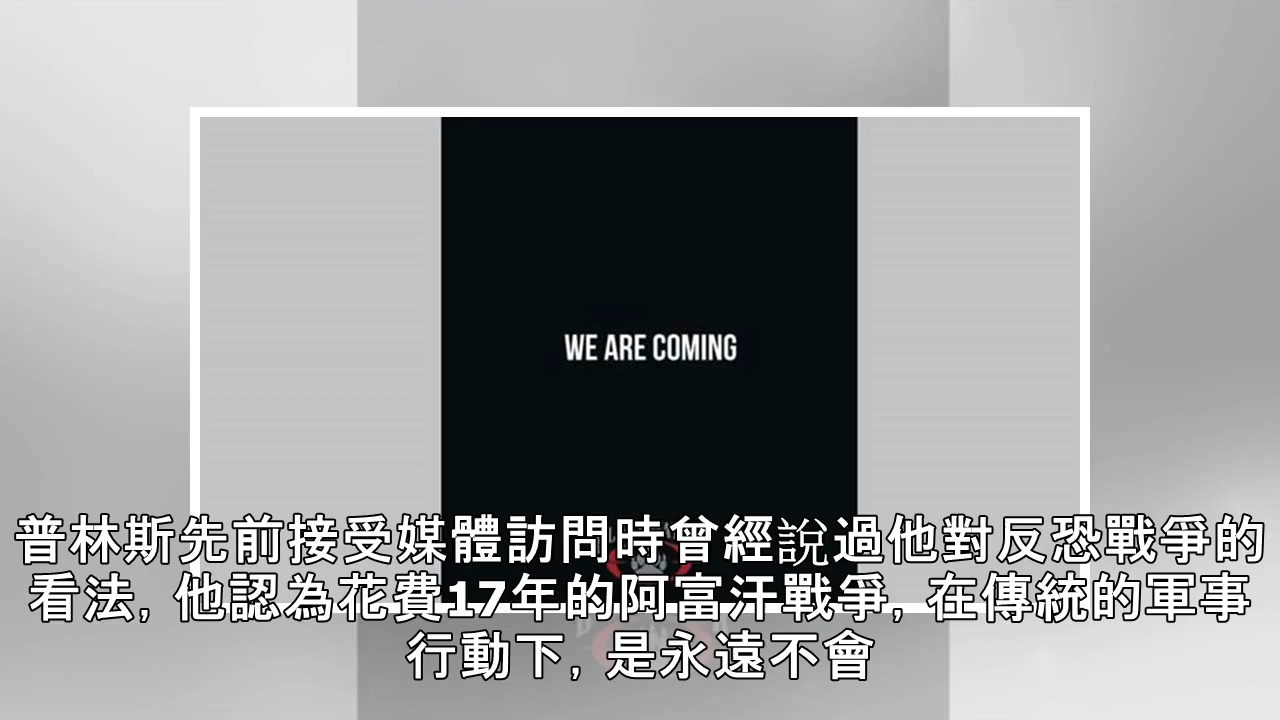 WE ARE COMING
普林斯先前接受媒體訪問時曾經說過他對反恐戰爭的
看法, 他認為花費17年的阿富汗戰爭, 在傳統的軍事
行動下, 是永遠不會